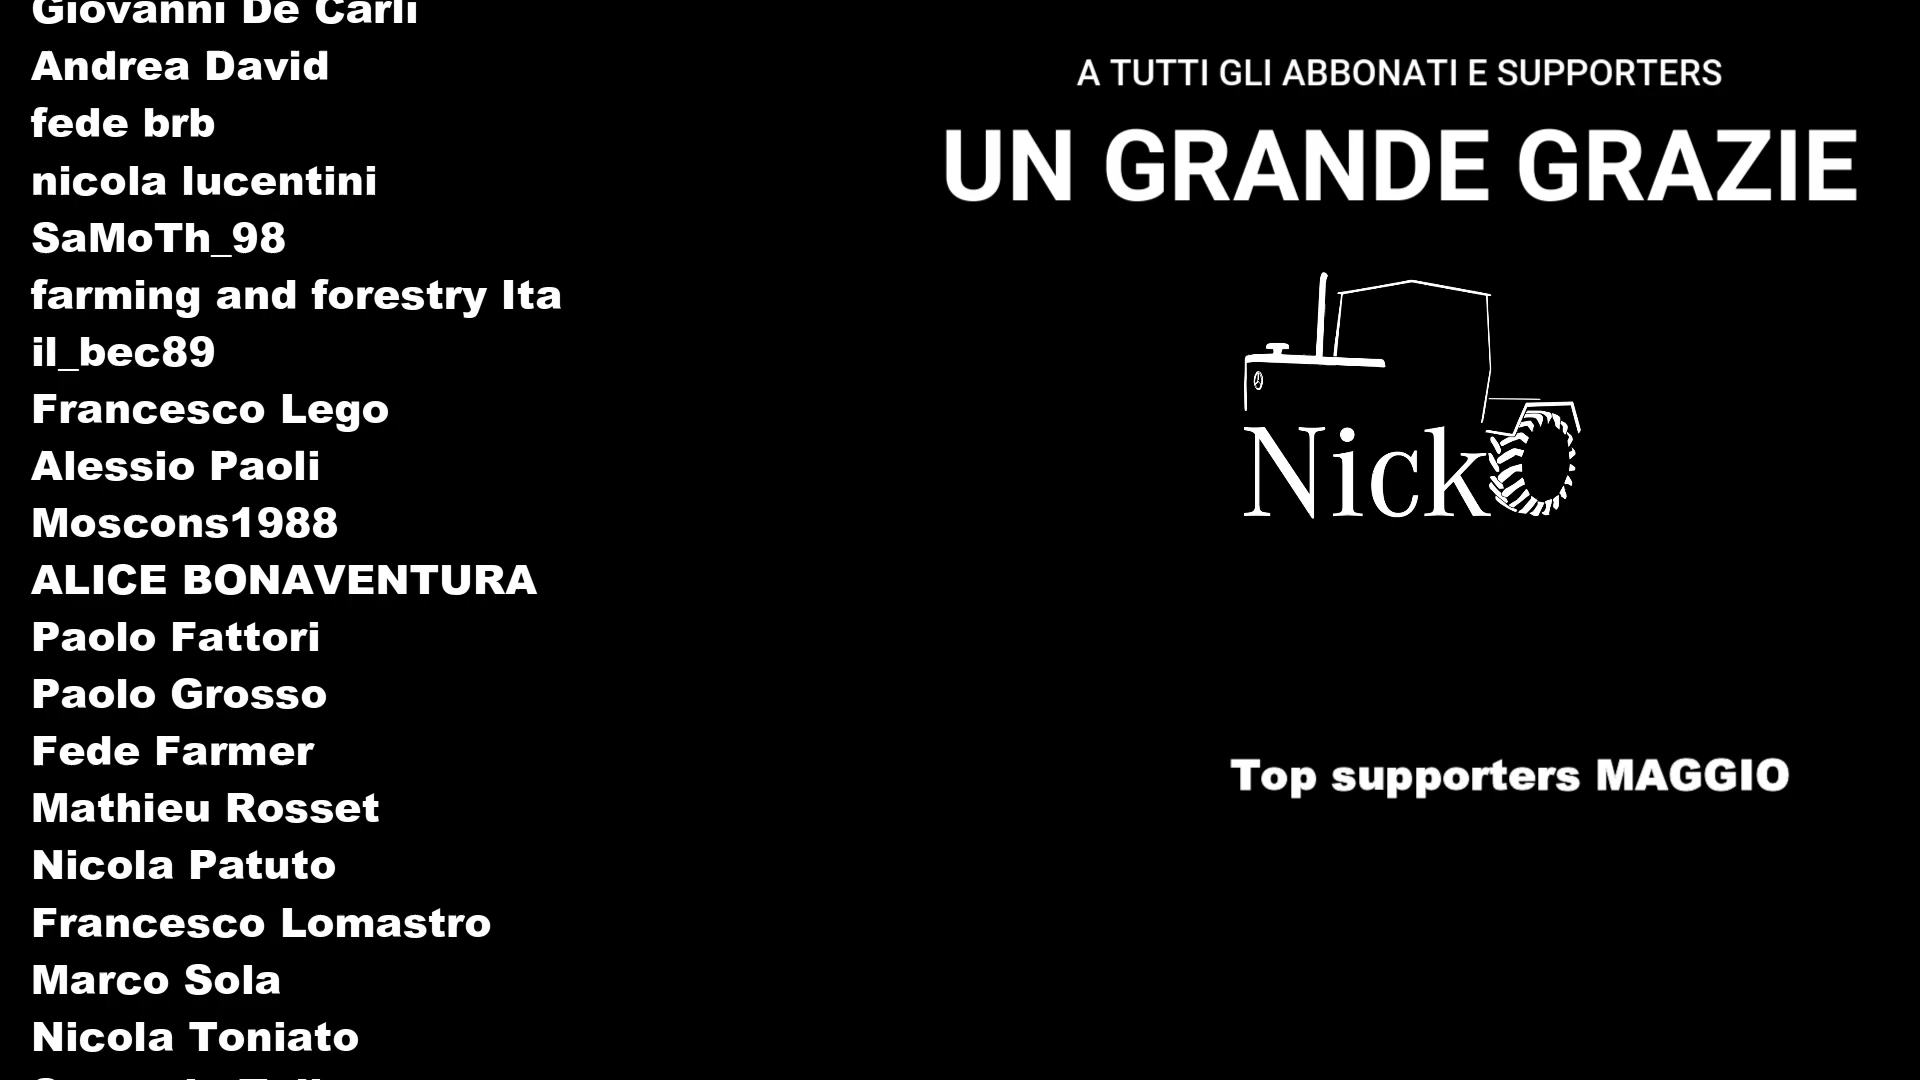 Giovanni De Carli
Andrea David
fede brb
nicola lucentini
SaMoTh_98
farming and forestry Ita
il_bec89
Francesco Lego
Alessio Paoli
Moscons1988
ALICE BONAVENTURA
Paolo Fattori
Paolo Grosso
Fede Farmer
Mathieu Rosset
Nicola Patuto
Francesco Lomastro
Marco Sola
Nicola Toniato
A TUTTI GLI ABBONATI E SUPPORTERS
UN GRANDE GRAZIE
Nick
Top supporters MAGGIO